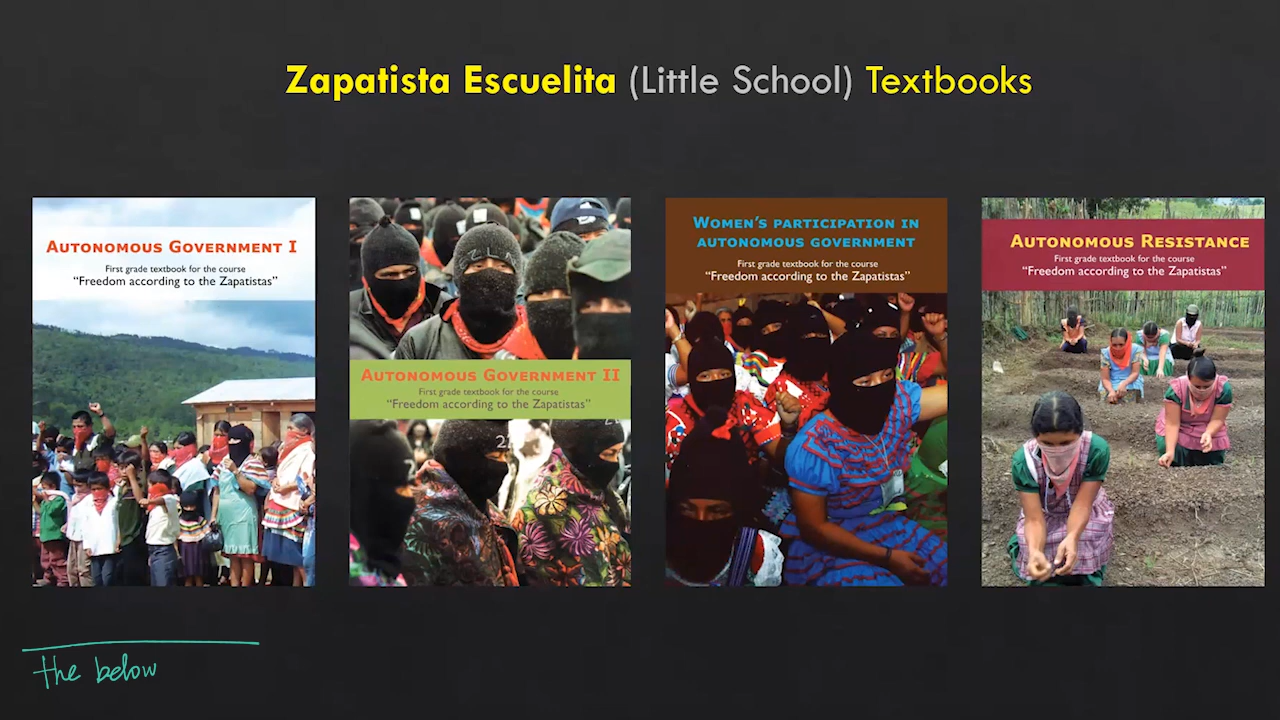 Zapatista Escuelita (Little School) Textbooks
AUTONOMOUS GOVERNMENT I
First grade textbook for the course
“Freedom according to the Zapatistas”
AUTONOMOUS GOVERNMENT II
First grade textbook for the course
“Freedom according to the Zapatistas”
WOMEN’S PARTICIPATION IN
AUTONOMOUS GOVERNMENT
First grade textbook for the course
“Freedom according to the Zapatistas”
AUTONOMOUS RESISTANCE
First grade textbook for the course
“Freedom according to the Zapatistas”
the below